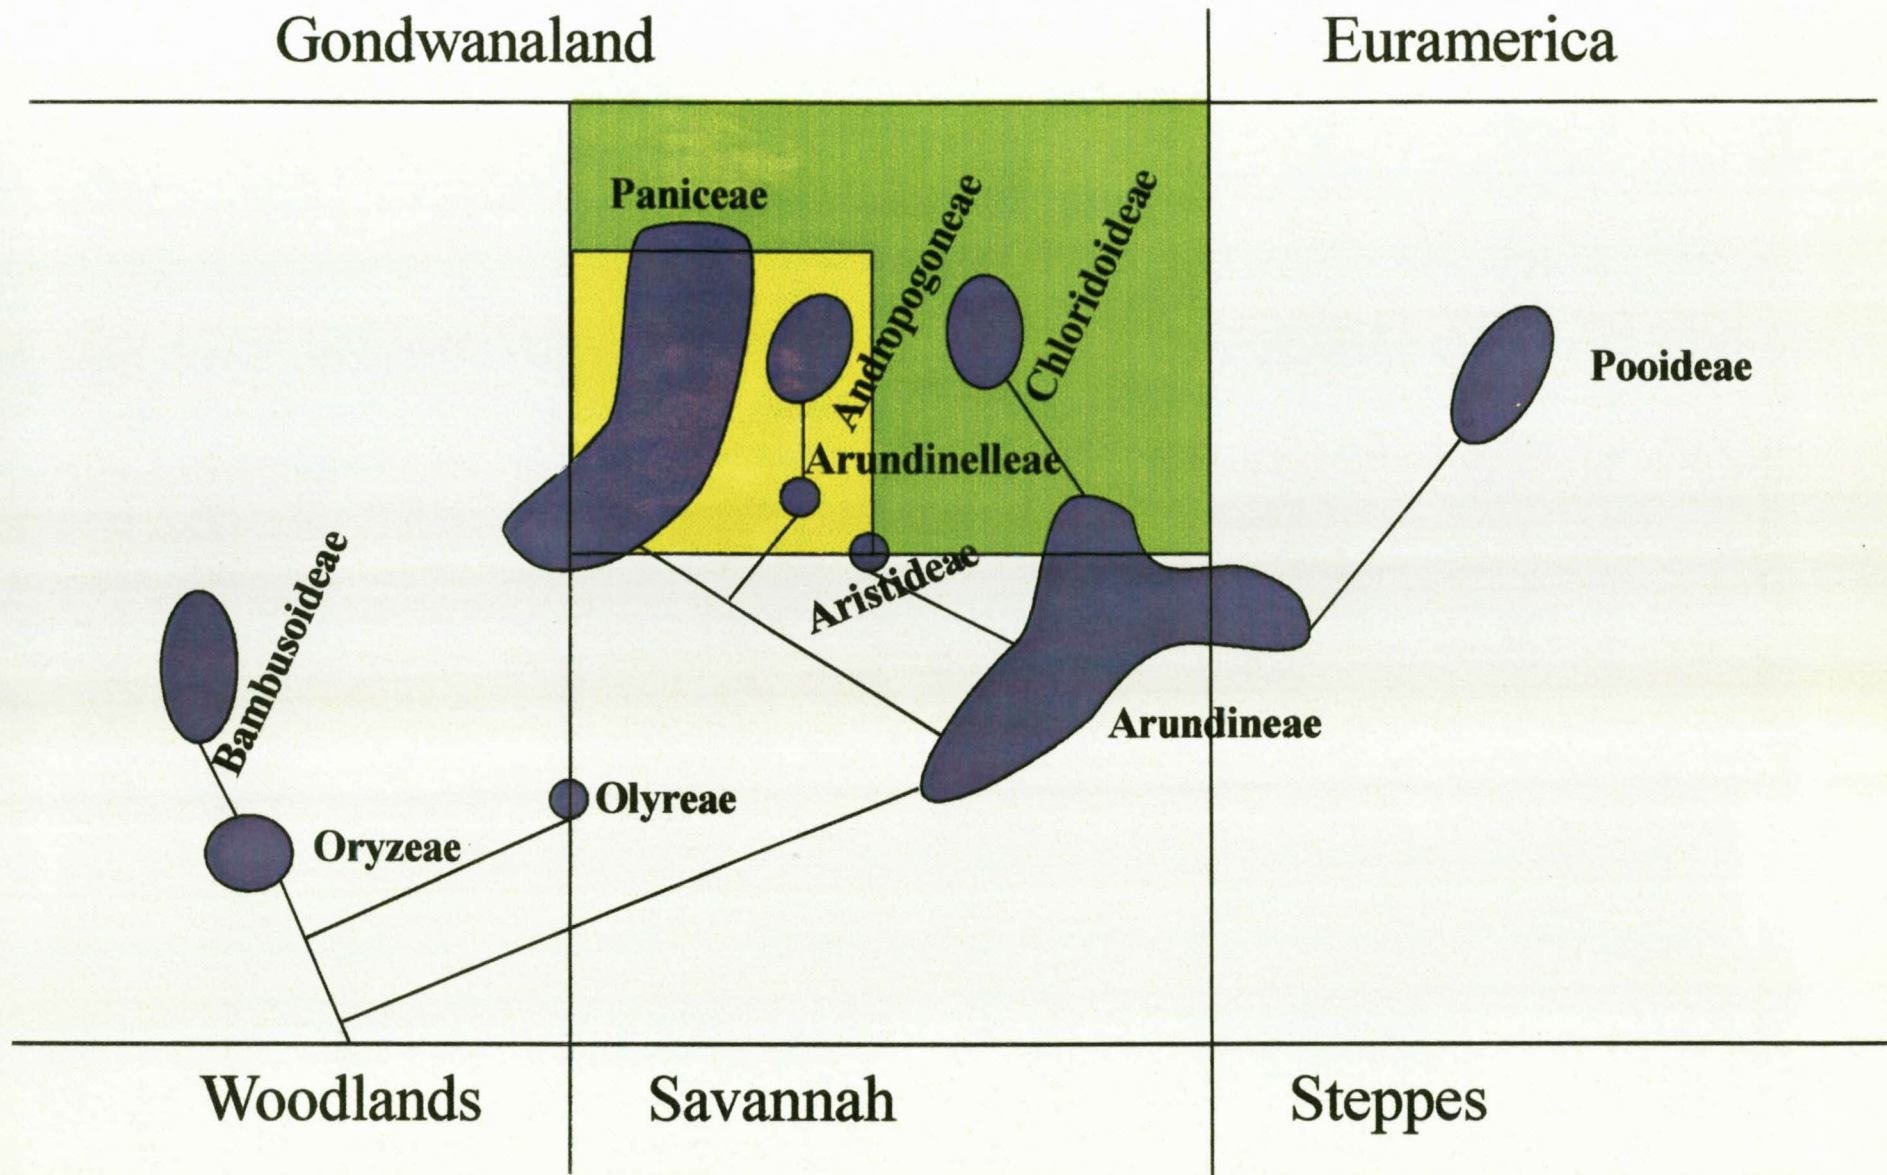 Gondwanaland
Euramerica
Paniceae
Andropogoneae
Chloridoideae
Pooideae
Arundinelleae
Aristideae
Bambusoideae
Arundineae
Olyreae
Oryzeae
Woodlands
Savannah
Steppes